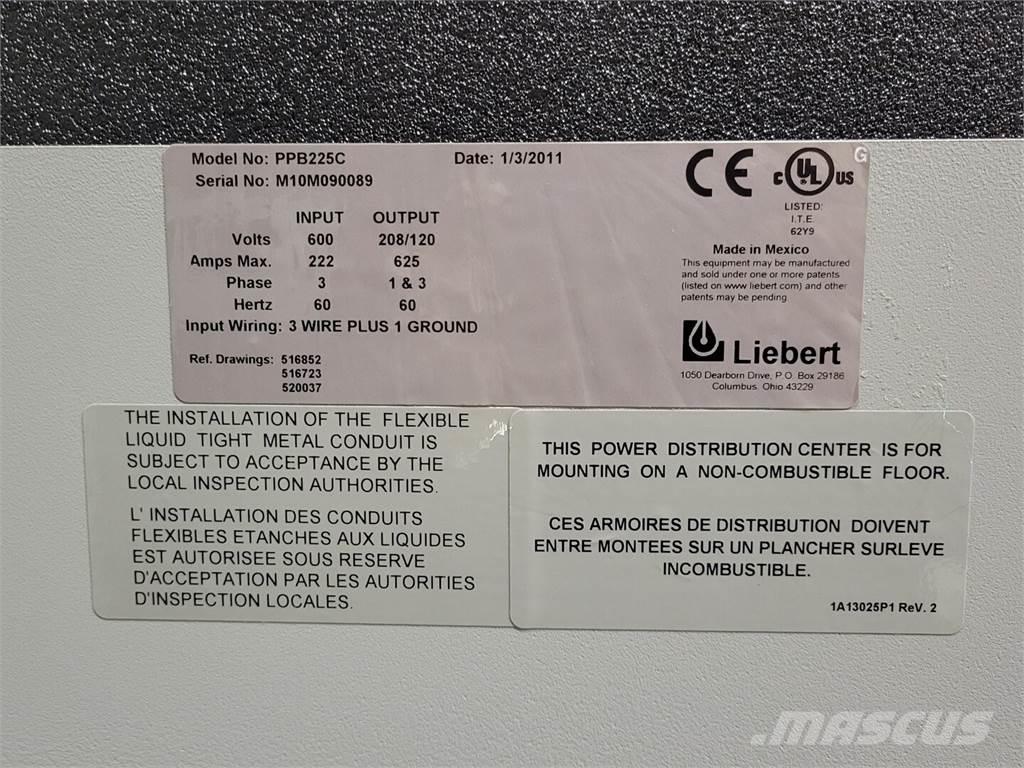 Model No: PPB225C Date: 1/3/2011
Serial No: M10M090089
INPUT OUTPUT
Volts 600 208/120
Amps Max. 222 625
Phase 3 1 & 3
Hertz 60 60
Input Wiring: 3 WIRE PLUS 1 GROUND
Ref. Drawings: 516852
516723
520037
CE c UL US G
LISTED:
I.T.E.
62Y9
Made in Mexico
This equipment may be manufactured
and sold under one or more patents
(listed on www.liebert.com) and other
patents may be pending.
Liebert
1050 Dearborn Drive, P.O. Box 29186
Columbus, Ohio 43229
THE INSTALLATION OF THE FLEXIBLE
LIQUID TIGHT METAL CONDUIT IS
SUBJECT TO ACCEPTANCE BY THE
LOCAL INSPECTION AUTHORITIES.
L' INSTALLATION DES CONDUITS
FLEXIBLES ETANCHES AUX LIQUIDES
EST AUTORISEE SOUS RESERVE
D'ACCEPTATION PAR LES AUTORITIES
D'INSPECTION LOCALES.
THIS POWER DISTRIBUTION CENTER IS FOR
MOUNTING ON A NON-COMBUSTIBLE FLOOR.
CES ARMOIRES DE DISTRIBUTION DOIVENT
ENTRE MONTEES SUR UN PLANCHER SURLEVE
INCOMBUSTIBLE.
1A13025P1 ReV. 2
MASCUS